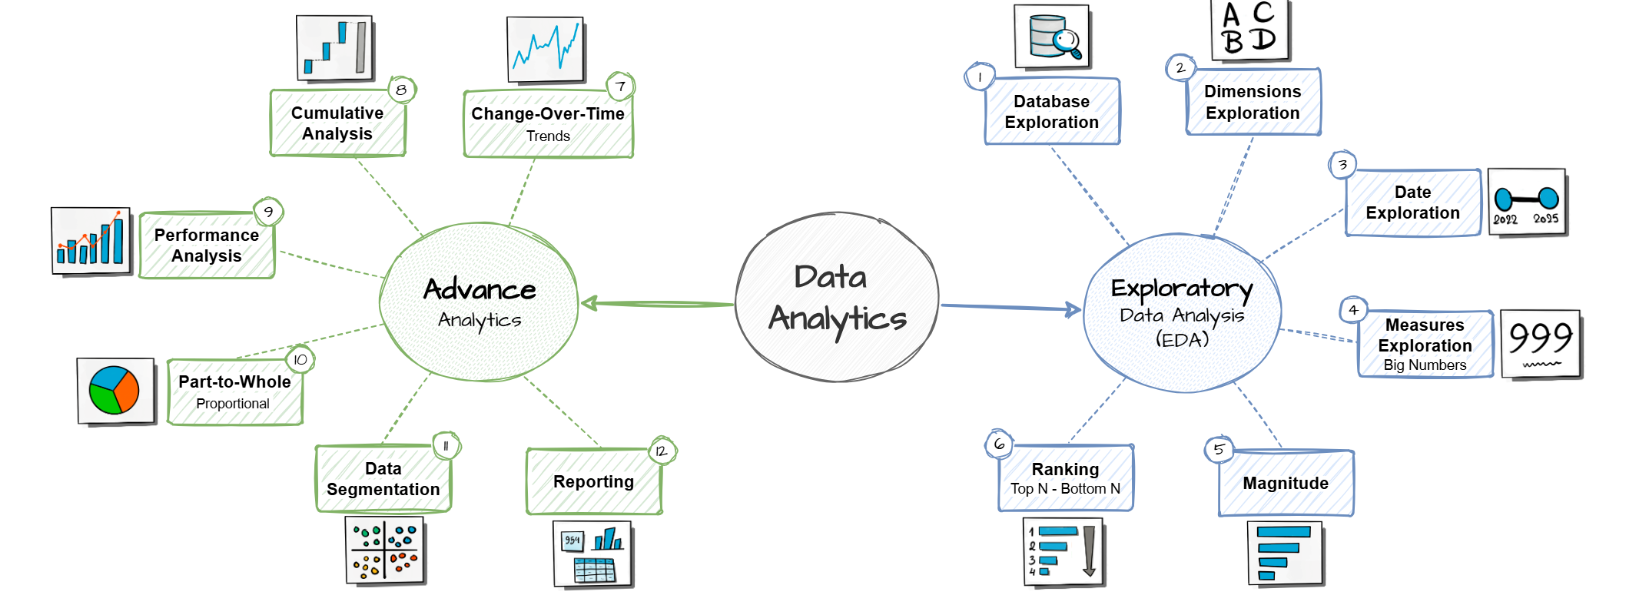 Data
Analytics
Exploratory
Data Analysis
(EDA)
1
Database
Exploration
2
A C
B D
Dimensions
Exploration
3
Date
Exploration
2022 2025
4
Measures
Exploration
Big Numbers
999
5
Magnitude
6
Ranking
Top N - Bottom N
1
2
3
4
Advance
Analytics
7
Change-Over-Time
Trends
8
Cumulative
Analysis
9
Performance
Analysis
10
Part-to-Whole
Proportional
11
Data
Segmentation
12
Reporting
954